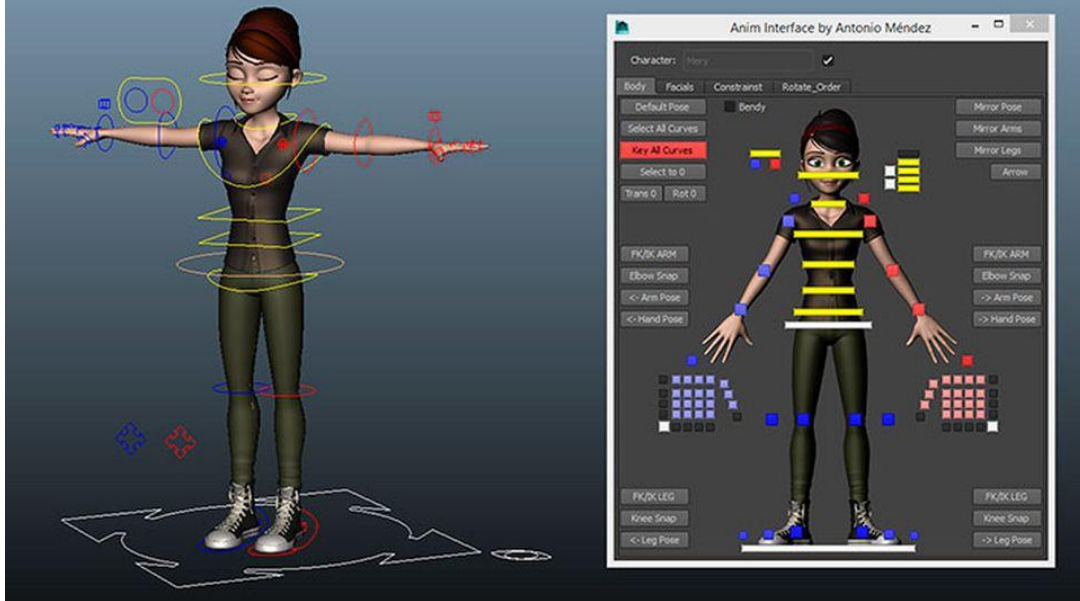 Anim Interface by Antonio Méndez
Character: Mery
Body Facials Constrainst Rotate_Order
Default Pose Bendy Mirror Pose
Select All Curves Mirror Arms
Key All Curves Mirror Legs
Select to 0 Arrow
Trans 0 Rot 0
FK/IK ARM FK/IK ARM
Elbow Snap Elbow Snap
<- Arm Pose -> Arm Pose
<- Hand Pose -> Hand Pose
FK/IK LEG FK/IK LEG
Knee Snap Knee Snap
<- Leg Pose -> Leg Pose